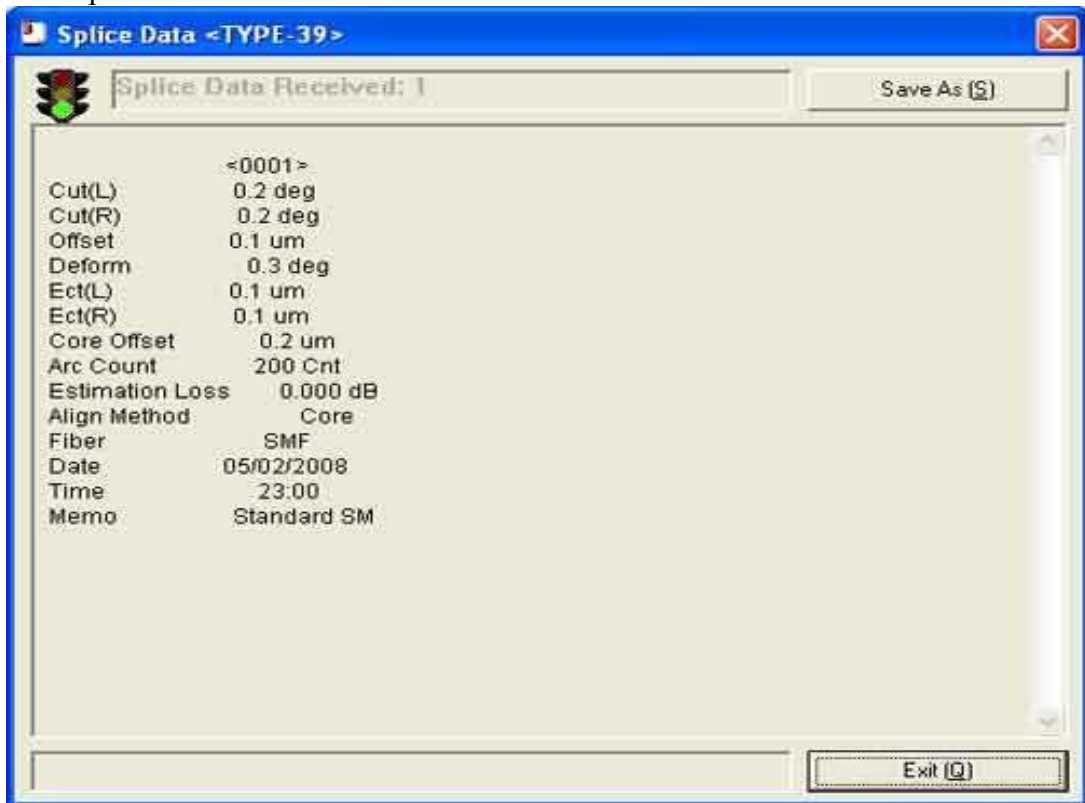 Splice Data <TYPE-39>
Splice Data Received: 1
Save As (S)
<0001>
Cut(L) 0.2 deg
Cut(R) 0.2 deg
Offset 0.1 um
Deform 0.3 deg
Ect(L) 0.1 um
Ect(R) 0.1 um
Core Offset 0.2 um
Arc Count 200 Cnt
Estimation Loss 0.000 dB
Align Method Core
Fiber SMF
Date 05/02/2008
Time 23:00
Memo Standard SM
Exit (Q)